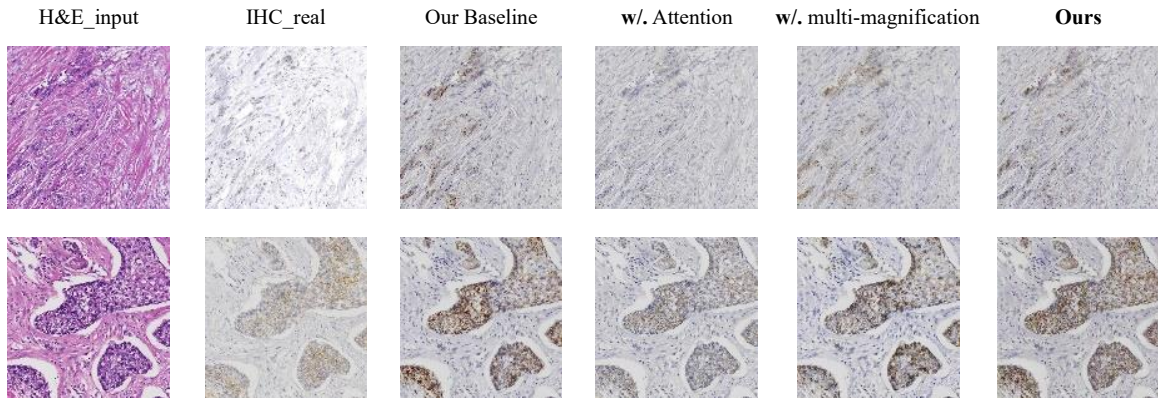 H&E_input IHC_real Our Baseline w/. Attention w/. multi-magnification Ours